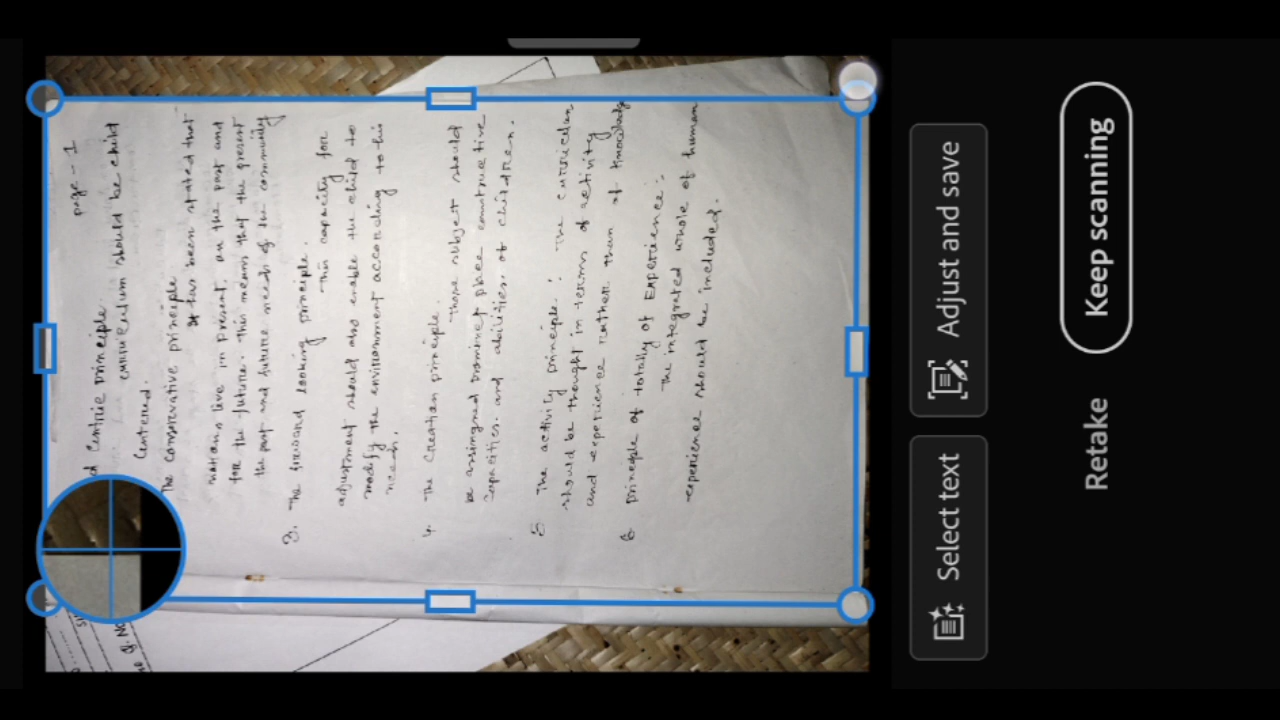 page - 1
d Centric principle.
curriculum should be child
Centered.
The conservative principle
It has been stated that
nations live in present, on the past and
for the future. this means that the present
the past and future needs of the community
3. The forward looking principle.
This capacity for
adjustment should also enable the child to
modify the environment according to his
needs.
4. The creation principle.
those subject should
be assingned place constructive
Capacities and abilities of children.
5 The activity principle : The curriculum
should be thought in terms of activity
and experience rather than of knowledge
6 principle of totally of Experience:
The integrated whole of human
experience should be included.
Select text
Adjust and save
Retake
Keep scanning